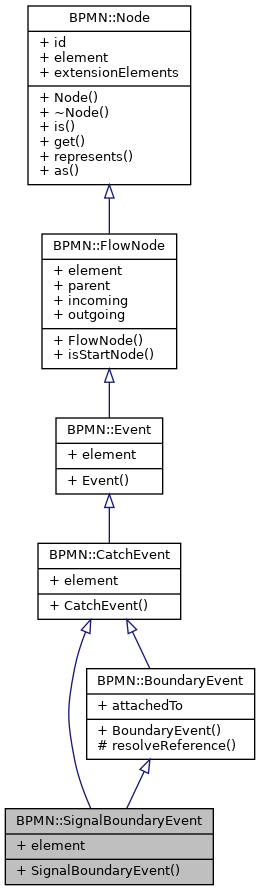 BPMN::Node
+ id
+ element
+ extensionElements
+ Node()
+ ~Node()
+ is()
+ get()
+ represents()
+ as()
BPMN::FlowNode
+ element
+ parent
+ incoming
+ outgoing
+ FlowNode()
+ isStartNode()
BPMN::Event
+ element
+ Event()
BPMN::CatchEvent
+ element
+ CatchEvent()
BPMN::BoundaryEvent
+ attachedTo
+ BoundaryEvent()
# resolveReference()
BPMN::SignalBoundaryEvent
+ element
+ SignalBoundaryEvent()